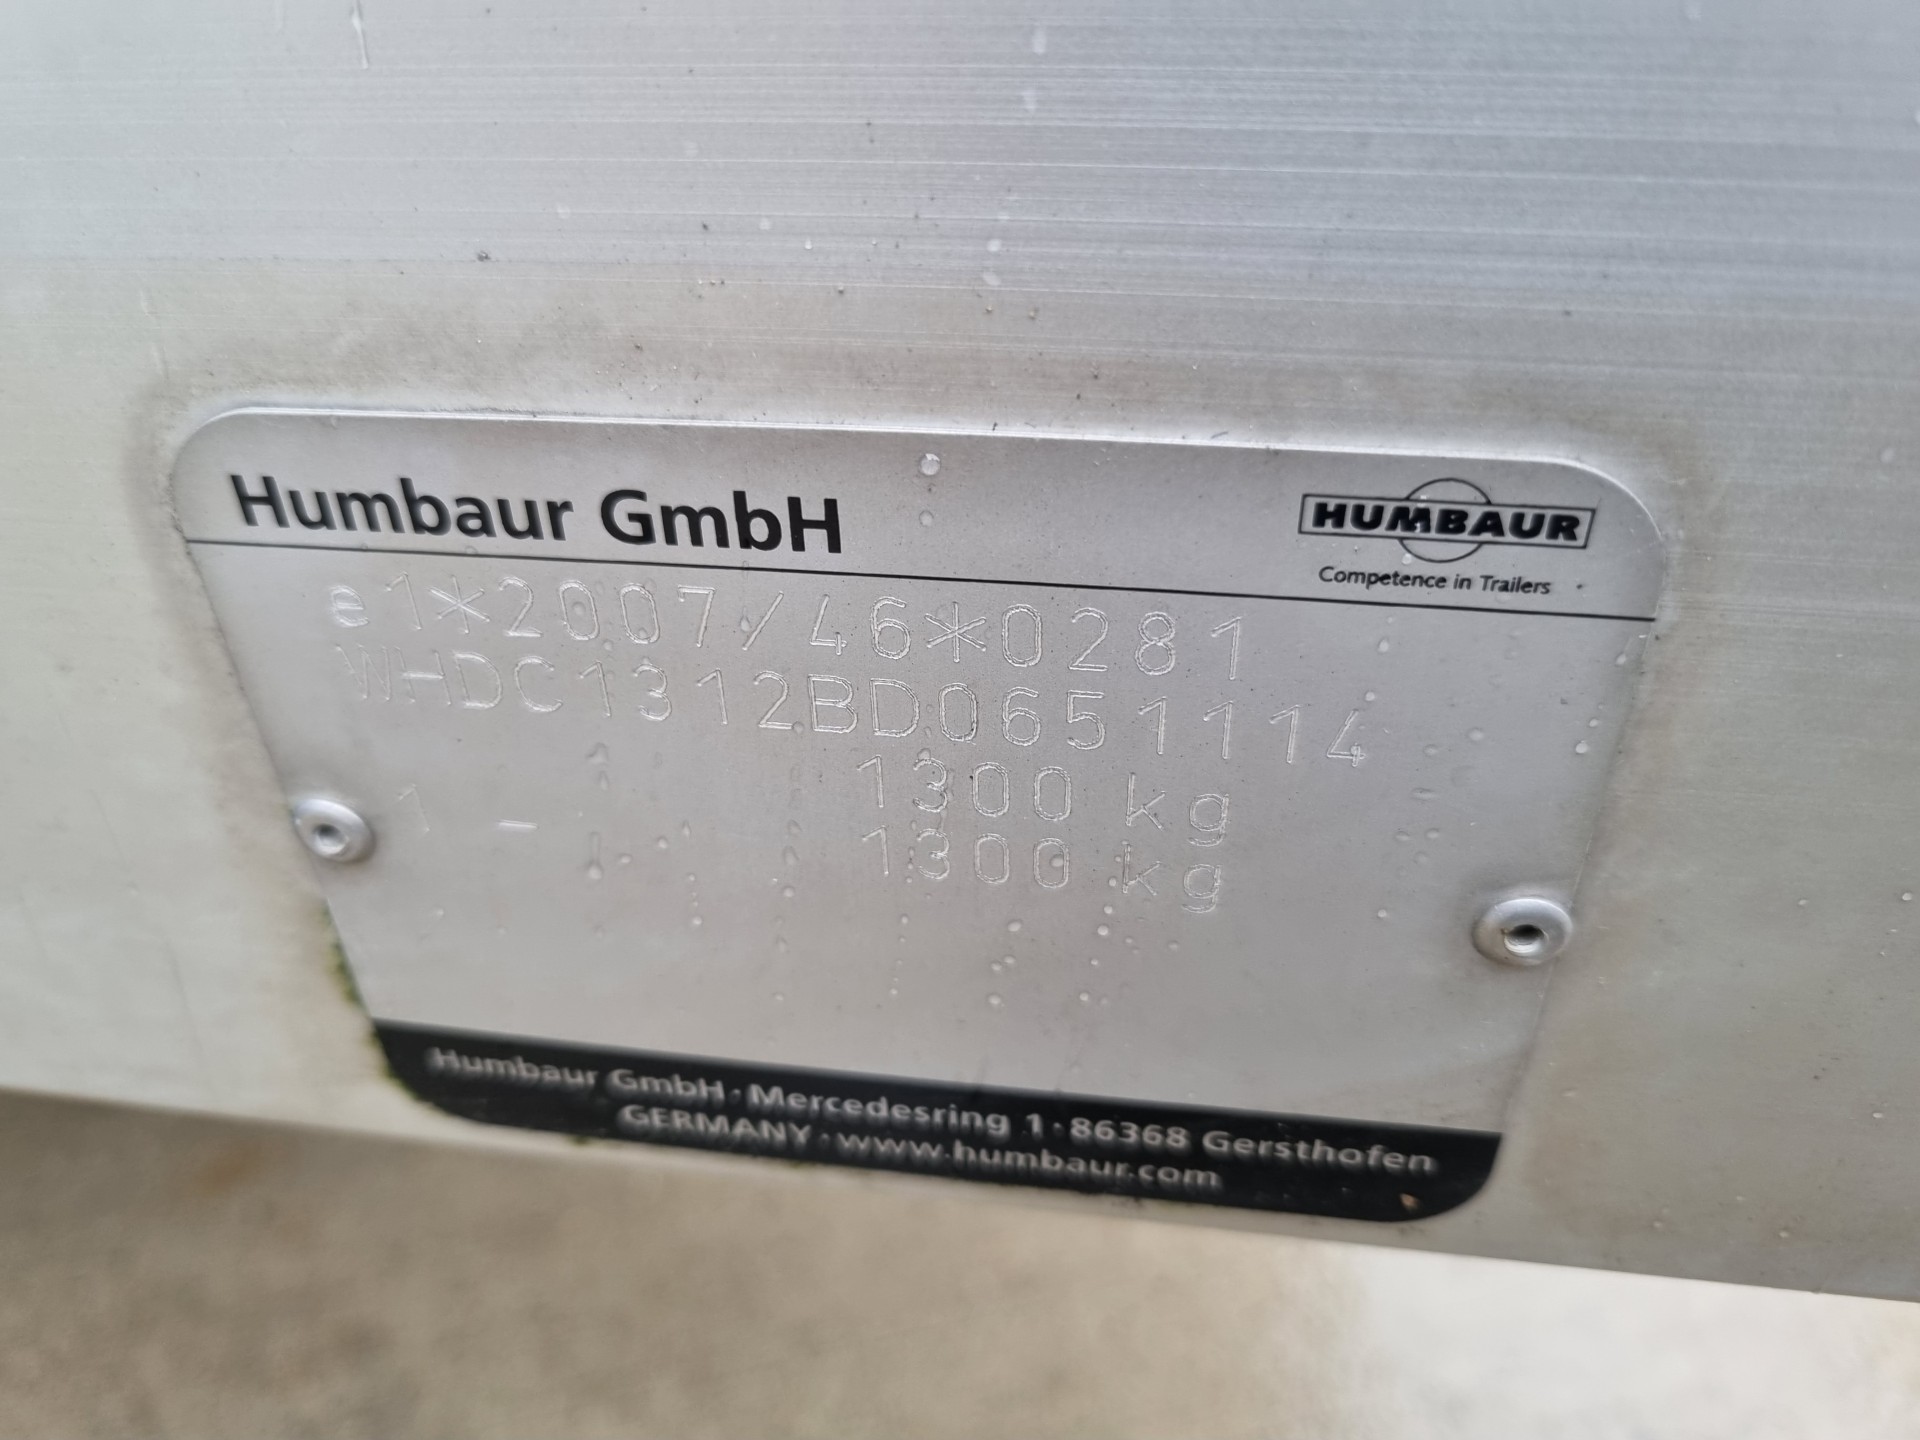 Humbaur GmbH
HUMBAUR
Competence in Trailers
e1*2007/46*0281
WHDC1312BD0651114
1300 kg
1 - 1300 kg
Humbaur GmbH · Mercedesring 1 · 86368 Gersthofen
GERMANY · www.humbaur.com